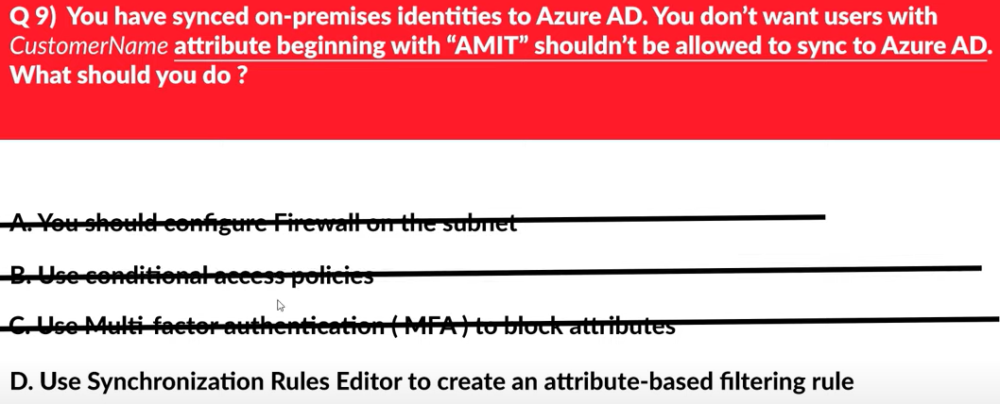 Q 9) You have synced on-premises identities to Azure AD. You don’t want users with
CustomerName attribute beginning with “AMIT” shouldn’t be allowed to sync to Azure AD.
What should you do ?
A. You should configure Firewall on the subnet
B. Use conditional access policies
C. Use Multi-factor authentication ( MFA ) to block attributes
D. Use Synchronization Rules Editor to create an attribute-based filtering rule